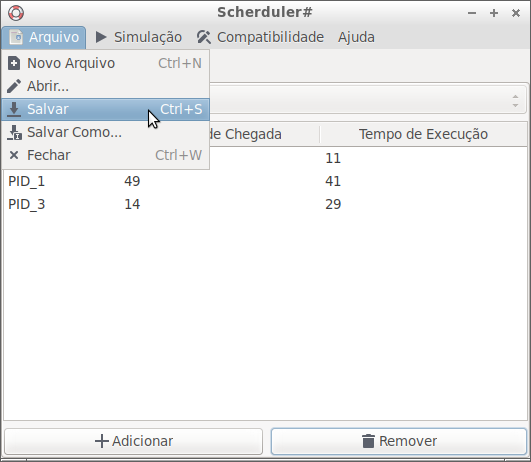 Scherduler#
Arquivo Simulação Compatibilidade Ajuda
Novo Arquivo Ctrl+N
Abrir...
Salvar Ctrl+S
Salvar Como...
Fechar Ctrl+W
de Chegada Tempo de Execução
11
PID_1 49 41
PID_3 14 29
Adicionar Remover